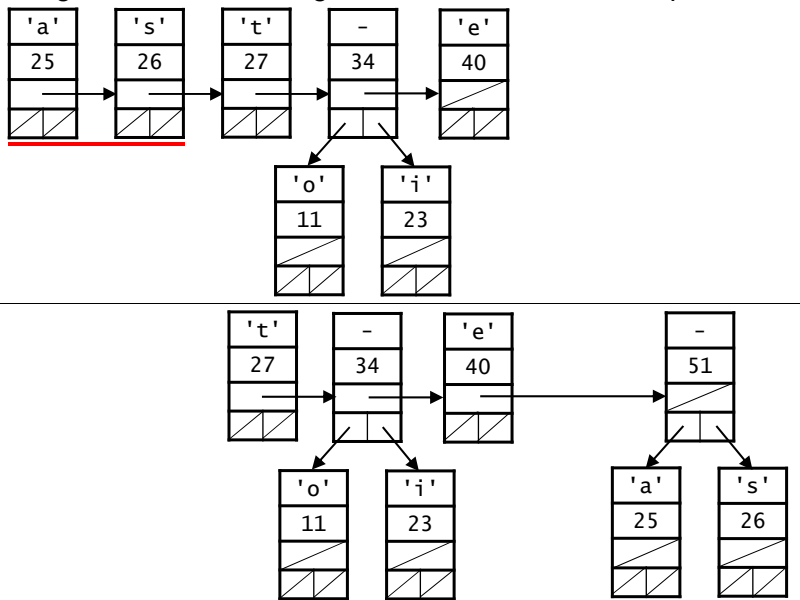 'a' 's' 't' - 'e'
25 26 27 34 40
'o' 'i'
11 23
't' - 'e' -
27 34 40 51
'o' 'i' 'a' 's'
11 23 25 26